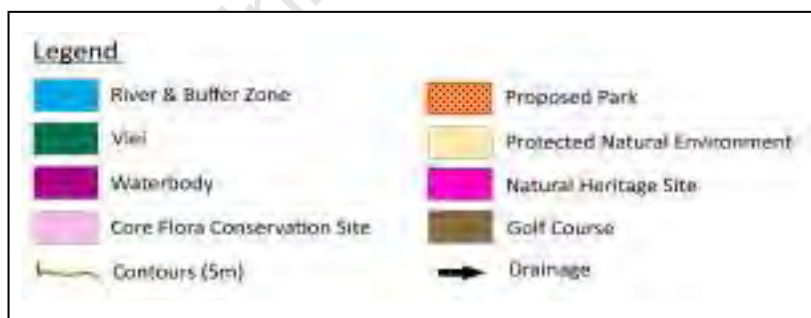 Legend
River & Buffer Zone
Vlei
Waterbody
Core Flora Conservation Site
Contours (5m)
Proposed Park
Protected Natural Environment
Natural Heritage Site
Golf Course
Drainage